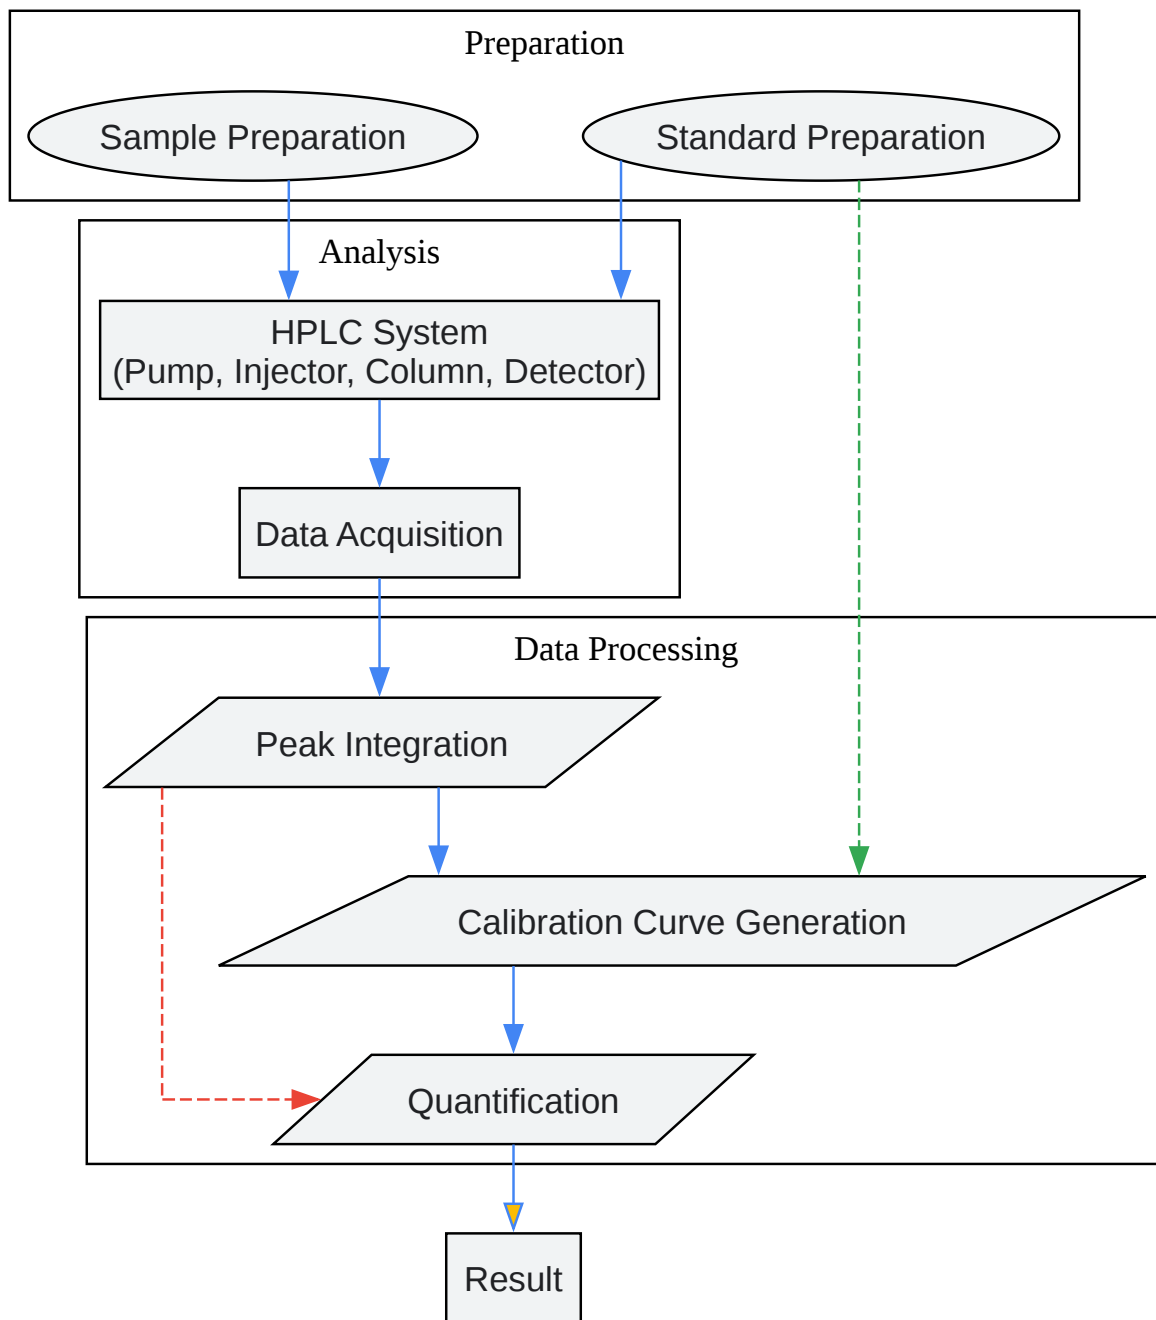 Preparation
Sample Preparation
Standard Preparation
Analysis
HPLC System
(Pump, Injector, Column, Detector)
Data Acquisition
Data Processing
Peak Integration
Calibration Curve Generation
Quantification
Result